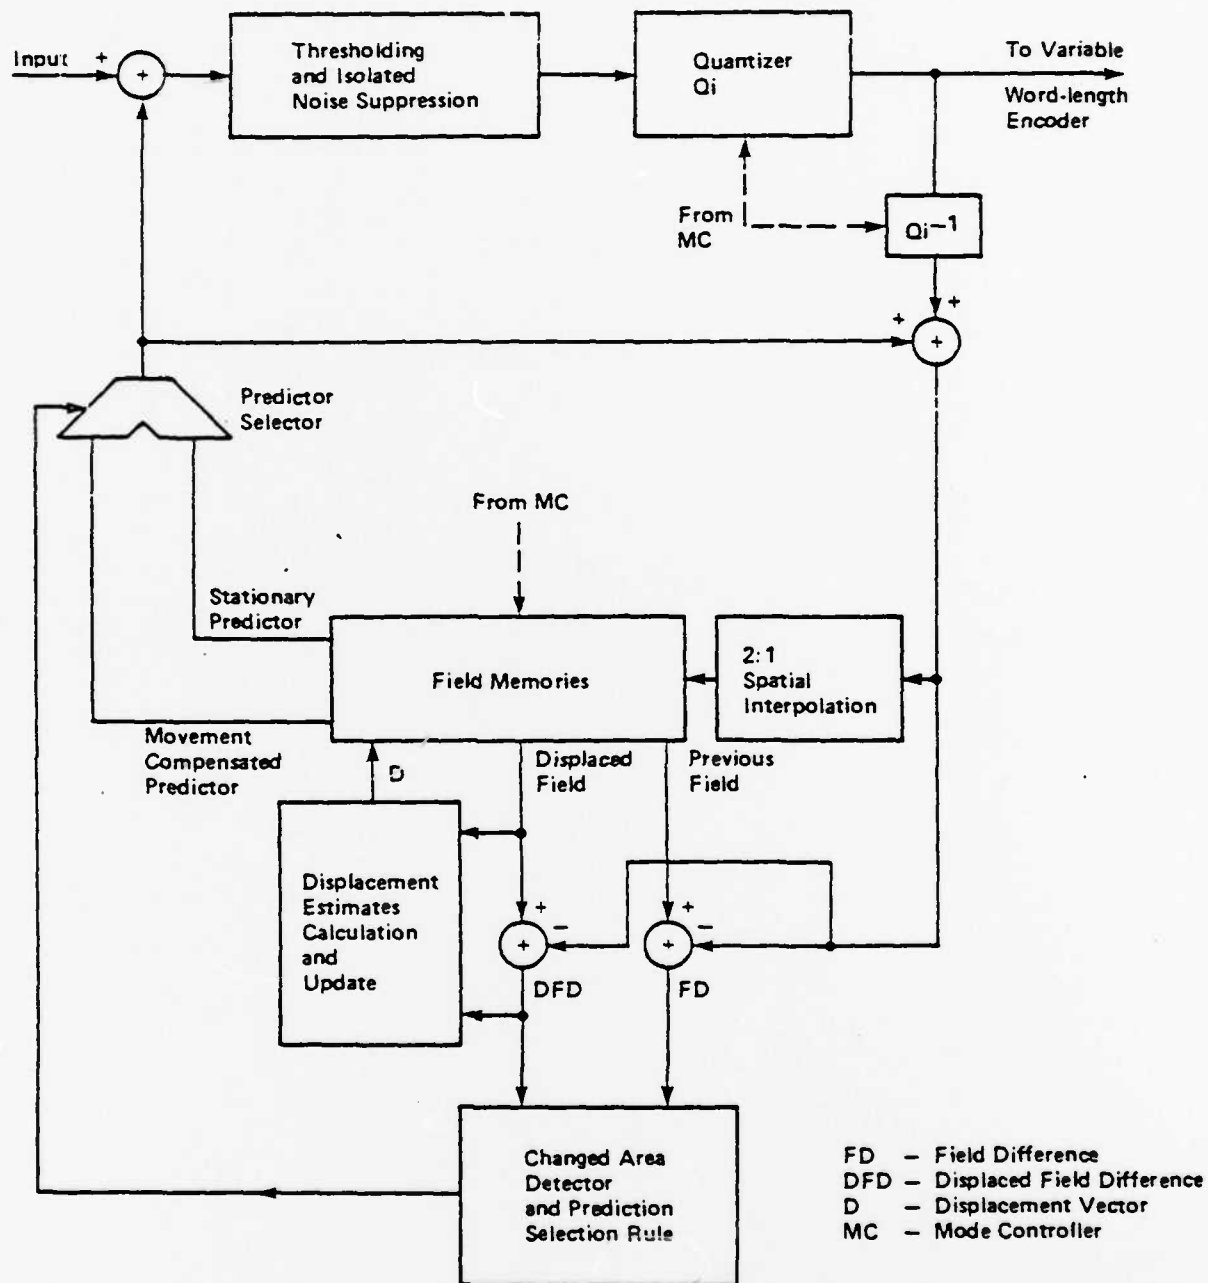 Input
+
+
Thresholding
and Isolated
Noise Suppression
Quantizer
Qi
To Variable
Word-length
Encoder
From
MC
Qi−1
+
+
+
Predictor
Selector
From MC
Stationary
Predictor
Field Memories
2:1
Spatial
Interpolation
Movement
Compensated
Predictor
D
Displaced
Field
Previous
Field
Displacement
Estimates
Calculation
and
Update
+
−
+
+
−
+
DFD
FD
Changed Area
Detector
and Prediction
Selection Rule
FD − Field Difference
DFD − Displaced Field Difference
D − Displacement Vector
MC − Mode Controller